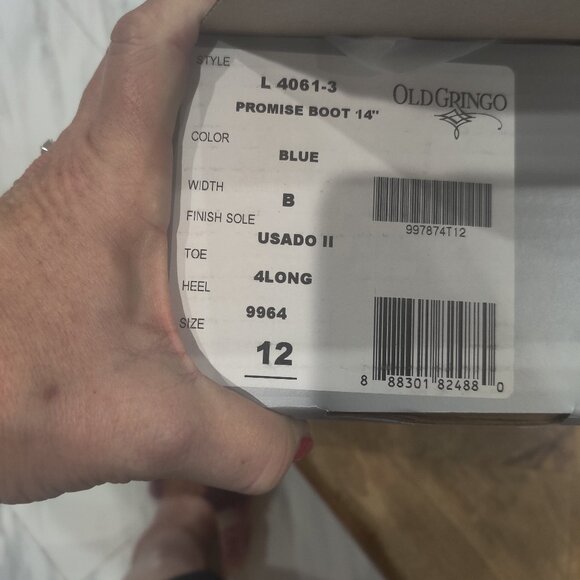 STYLE
L 4061-3
PROMISE BOOT 14"
OLD GRINGO
COLOR
BLUE
WIDTH
B
FINISH SOLE
USADO II
TOE
4LONG
HEEL
9964
SIZE
12
997874T12
8 88301 82488 0